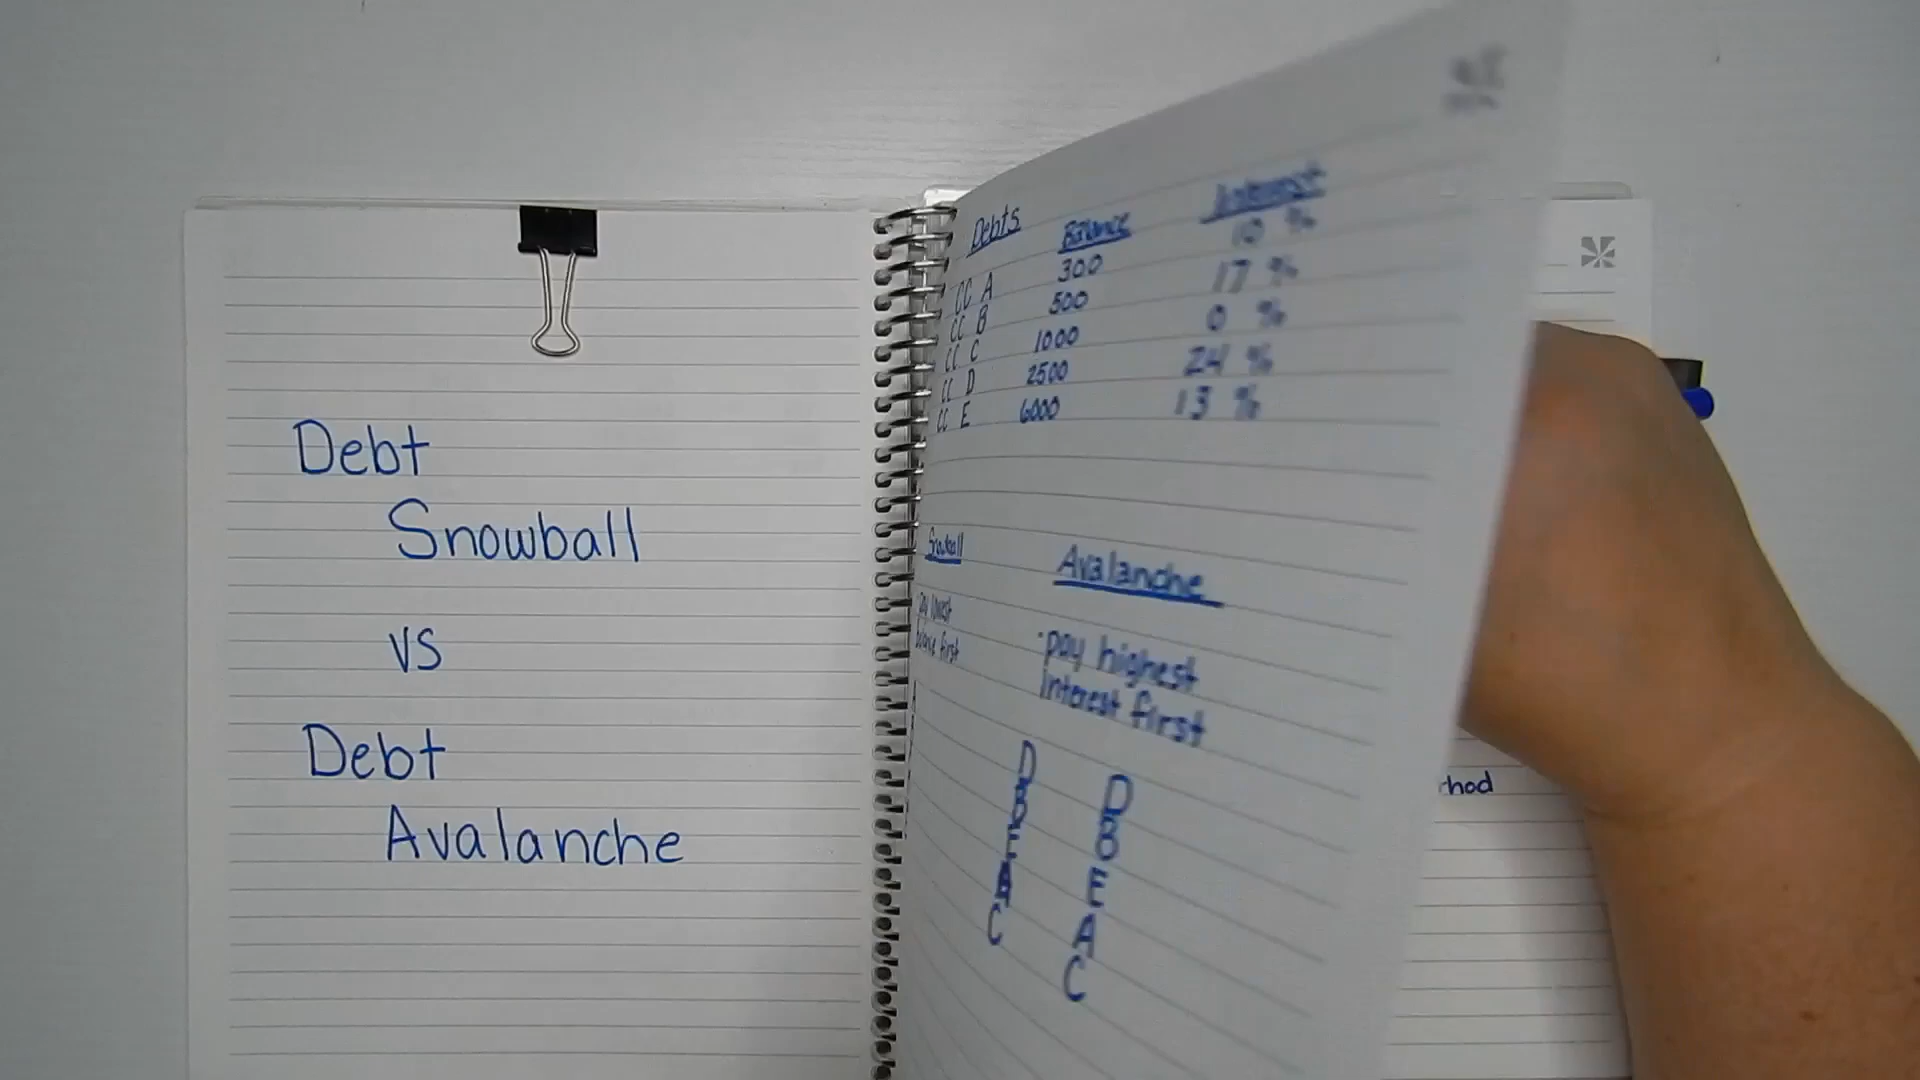 Debt
Snowball
vs
Debt
Avalanche
Debts Balance Interest
CC A 300 10 %
CC B 500 17 %
CC C 1000 0 %
CC D 2500 24 %
CC E 6000 13 %
Snowball Avalanche
pay lowest
balance first
· pay highest
interest first
D
B
E
A
C